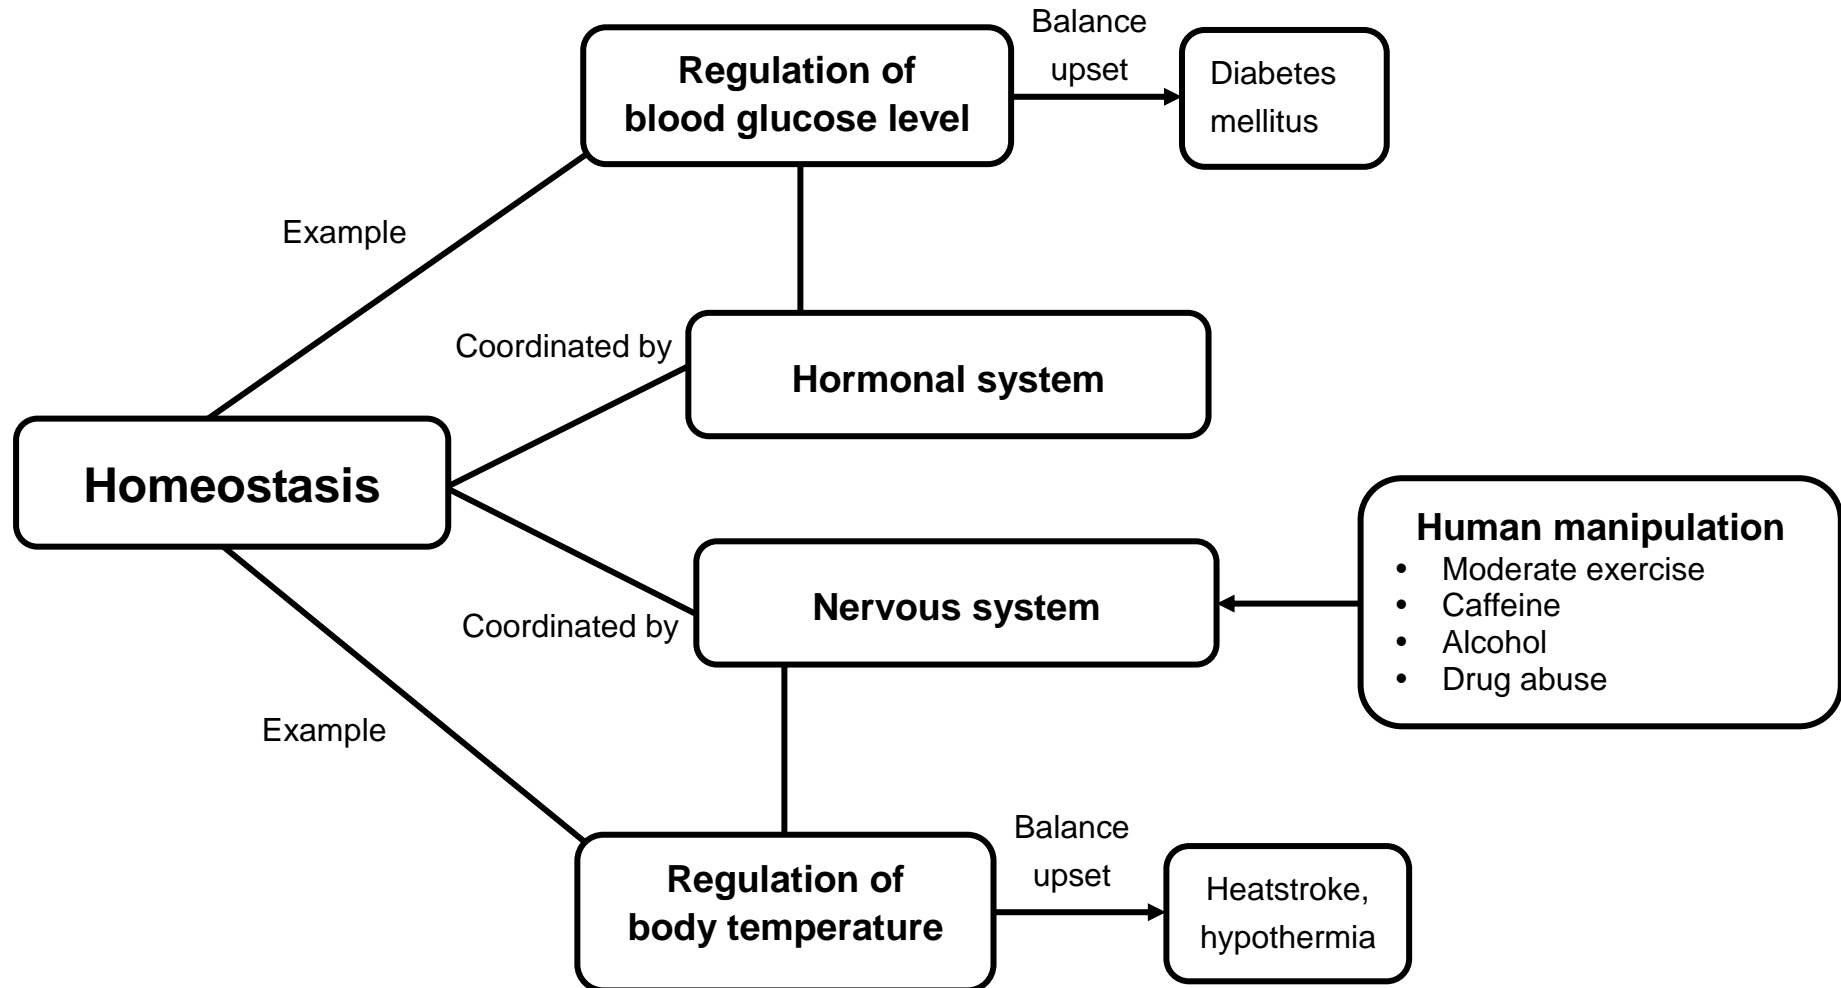 Regulation of
blood glucose level
Balance
upset
Diabetes
mellitus
Example
Coordinated by
Hormonal system
Homeostasis
Nervous system
Coordinated by
Human manipulation
• Moderate exercise
• Caffeine
• Alcohol
• Drug abuse
Example
Regulation of
body temperature
Balance
upset
Heatstroke,
hypothermia